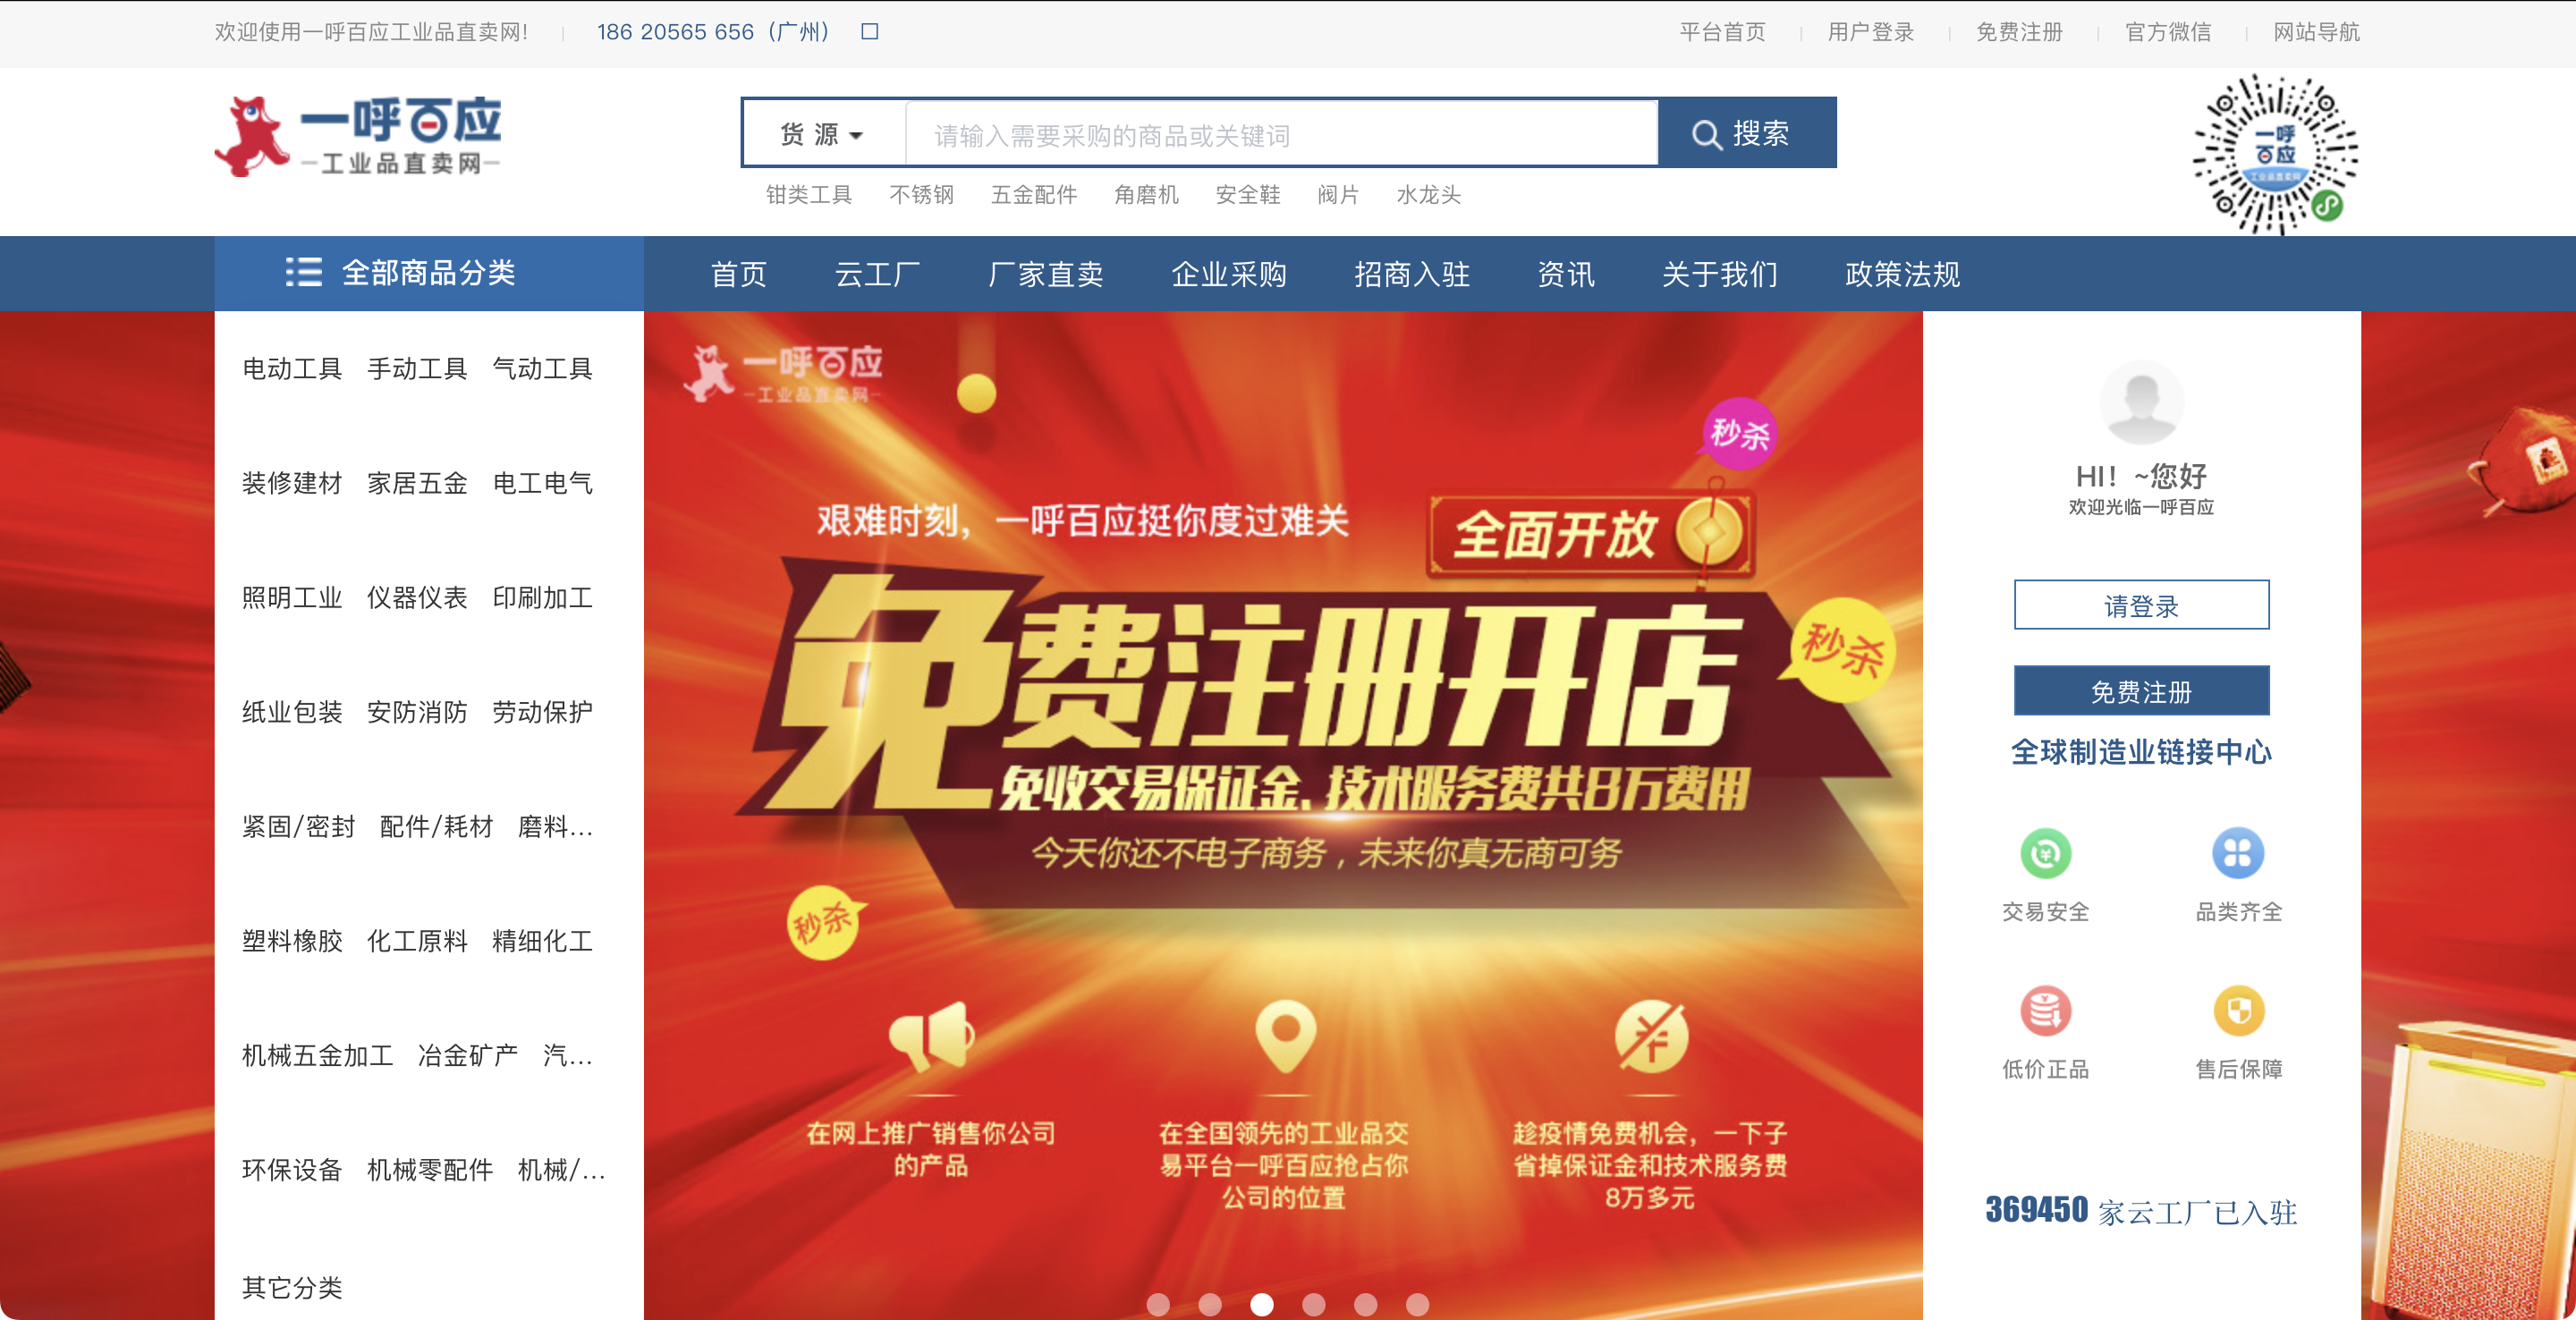 欢迎使用一呼百应工业品直卖网! 186 20565 656（广州）
平台首页 用户登录 免费注册 官方微信 网站导航
一呼百应
工业品直卖网
货 源 请输入需要采购的商品或关键词 搜索
钳类工具 不锈钢 五金配件 角磨机 安全鞋 阀片 水龙头
一呼
百应
工业品直卖网
全部商品分类 首页 云工厂 厂家直卖 企业采购 招商入驻 资讯 关于我们 政策法规
电动工具 手动工具 气动工具
装修建材 家居五金 电工电气
照明工业 仪器仪表 印刷加工
纸业包装 安防消防 劳动保护
紧固/密封 配件/耗材 磨料...
塑料橡胶 化工原料 精细化工
机械五金加工 冶金矿产 汽...
环保设备 机械零配件 机械/...
其它分类
一呼百应
工业品直卖网
秒杀
艰难时刻，一呼百应挺你度过难关
全面开放
免费注册开店
秒杀
免收交易保证金、技术服务费共8万费用
今天你还不电子商务，未来你真无商可务
秒杀
在网上推广销售你公司
的产品
在全国领先的工业品交
易平台一呼百应抢占你
公司的位置
趁疫情免费机会，一下子
省掉保证金和技术服务费
8万多元
HI！~您好
欢迎光临一呼百应
请登录
免费注册
全球制造业链接中心
交易安全 品类齐全
低价正品 售后保障
369450 家云工厂已入驻